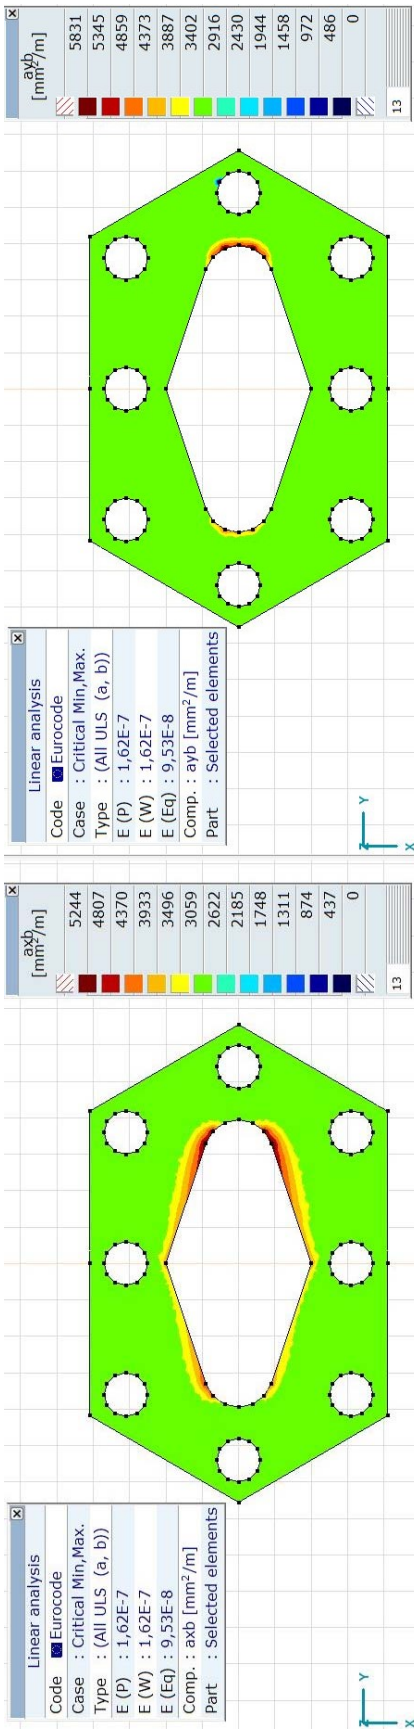 Linear analysis
Code : Eurocode
Case : Critical Min,Max.
Type : (All ULS (a, b))
E (P) : 1,62E-7
E (W) : 1,62E-7
E (Eq) : 9,53E-8
Comp. : axb [mm²/m]
Part : Selected elements
axb
[mm²/m]
5244
4807
4370
3933
3496
3059
2622
2185
1748
1311
874
437
0
13
Y
X
Z
Linear analysis
Code Eurocode
Case : Critical Min,Max.
Type : (All ULS (a, b))
E (P) : 1,62E-7
E (W) : 1,62E-7
E (Eq) : 9,53E-8
Comp. : ayb [mm²/m]
Part : Selected elements
ayb
[mm²/m]
5831
5345
4859
4373
3887
3402
2916
2430
1944
1458
972
486
0
13
Y
X
Z